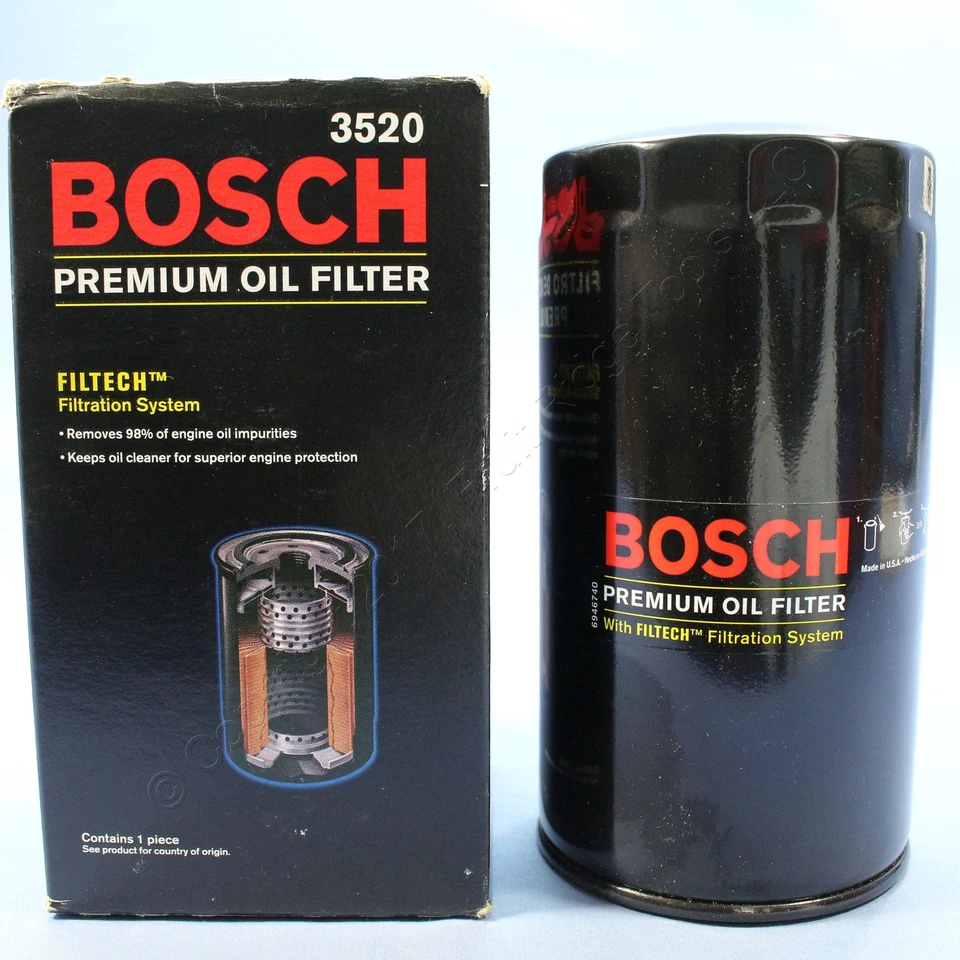 3520
BOSCH
PREMIUM OIL FILTER
FILTECH™
Filtration System
• Removes 98% of engine oil impurities
• Keeps oil cleaner for superior engine protection
Contains 1 piece
See product for country of origin.
BOSCH
PREMIUM OIL FILTER
With FILTECH™ Filtration System
6946740
1. 2.
Made in U.S.A. •